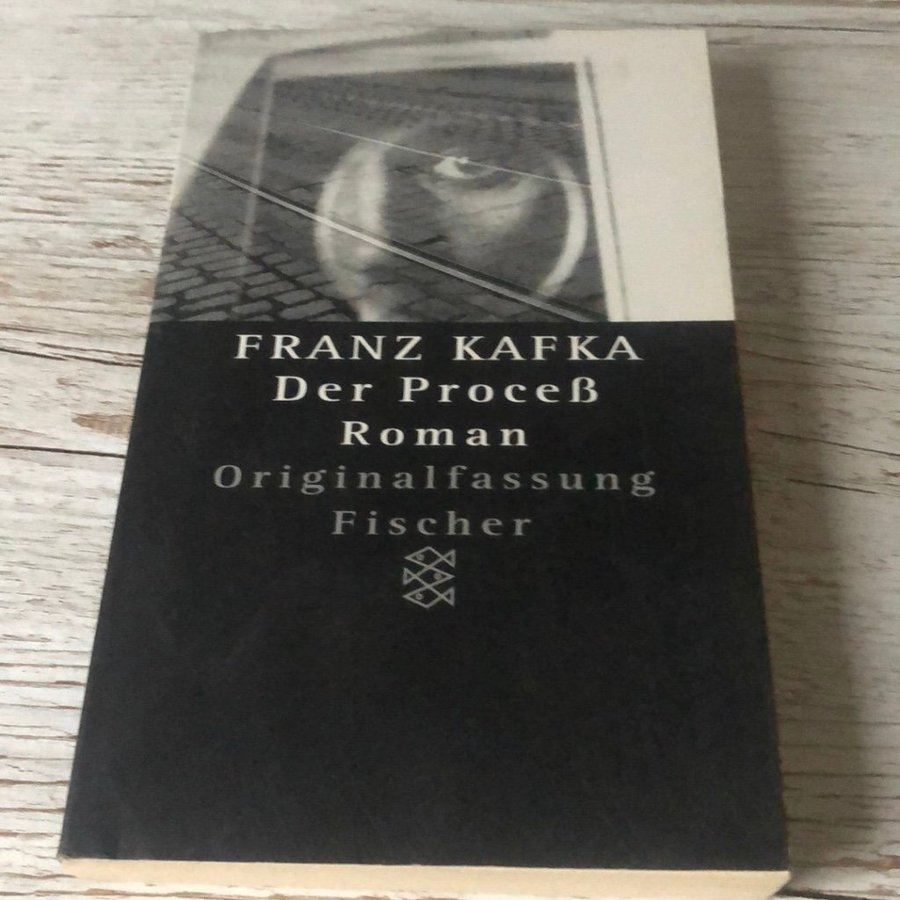 FRANZ KAFKA
Der Proceß
Roman
Originalfassung
Fischer